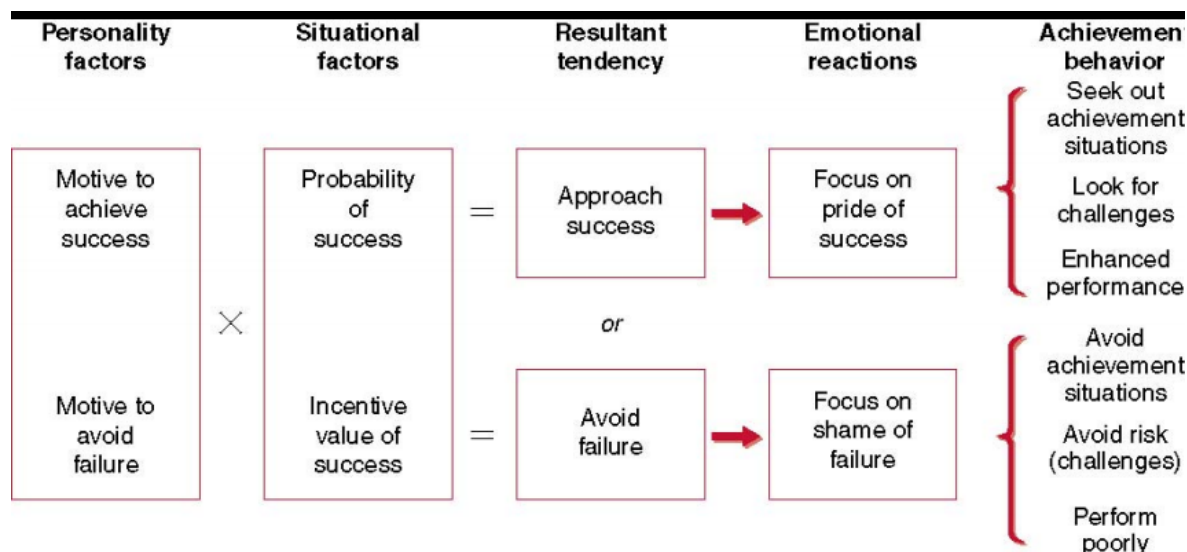 Personality
factors
Situational
factors
Resultant
tendency
Emotional
reactions
Achievemen
behavior
Motive to
achieve
success
Motive to
avoid
failure
×
Probability
of
success
Incentive
value of
success
=
=
Approach
success
or
Avoid
failure
Focus on
pride of
success
Focus on
shame of
failure
Seek out
achievement
situations
Look for
challenges
Enhanced
performance
Avoid
achievement
situations
Avoid risk
(challenges)
Perform
poorly